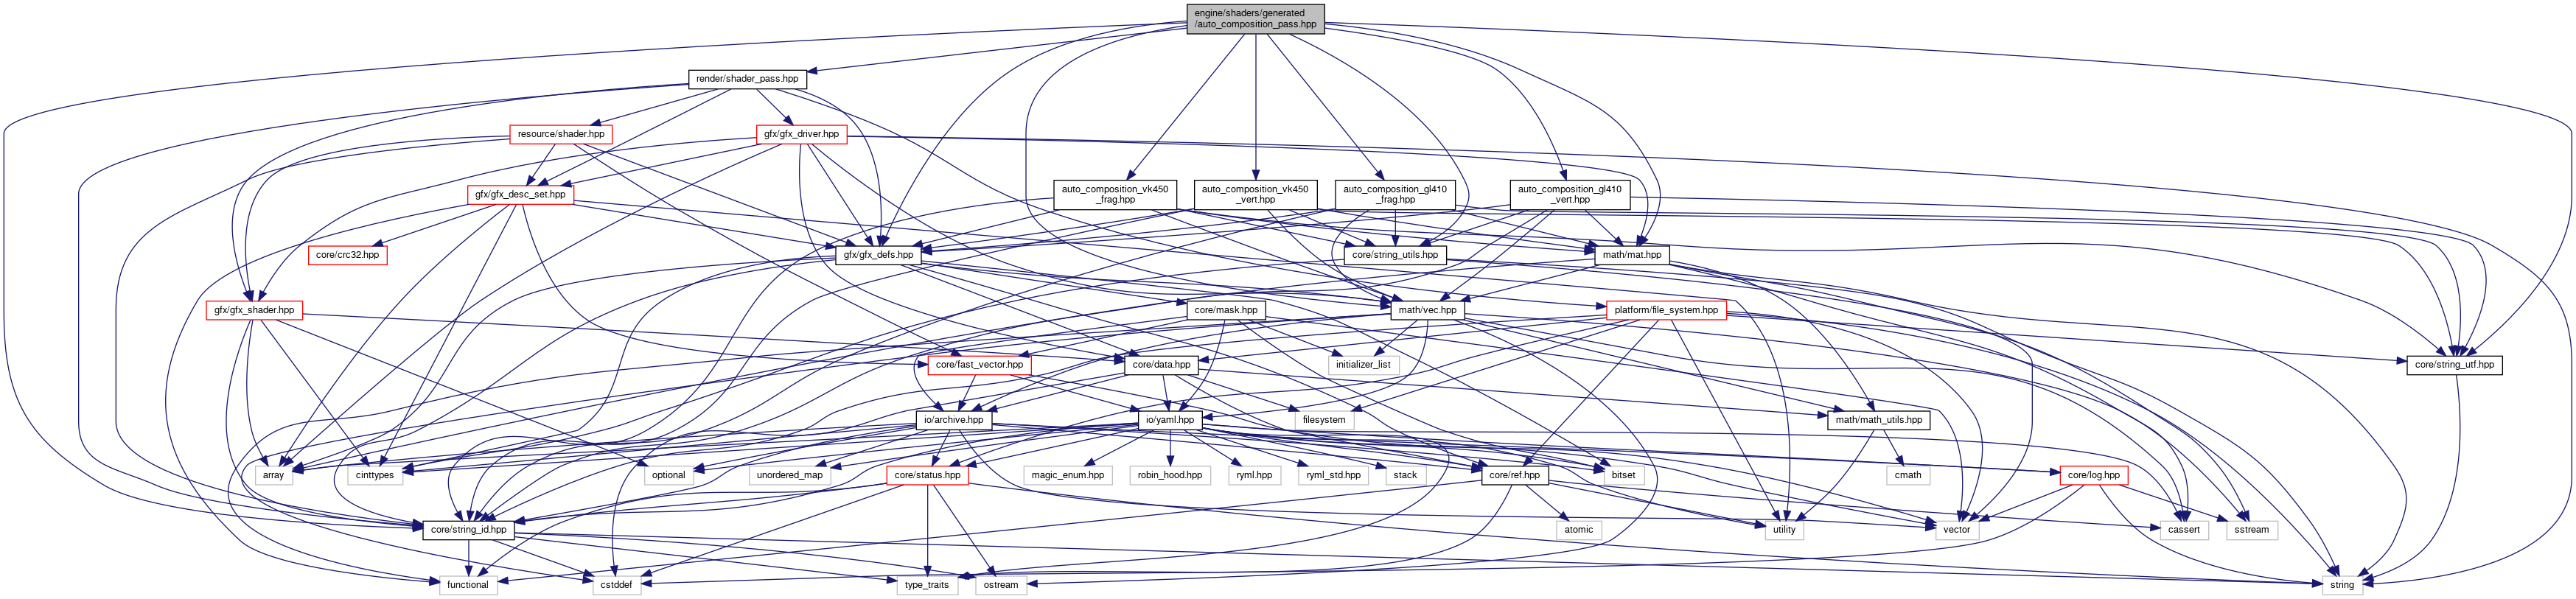 engine/shaders/generated
/auto_composition_pass.hpp
render/shader_pass.hpp
resource/shader.hpp
gfx/gfx_driver.hpp
gfx/gfx_desc_set.hpp
auto_composition_vk450
_frag.hpp
auto_composition_vk450
_vert.hpp
auto_composition_gl410
_frag.hpp
auto_composition_gl410
_vert.hpp
core/crc32.hpp
gfx/gfx_defs.hpp
core/string_utils.hpp
math/mat.hpp
gfx/gfx_shader.hpp
core/mask.hpp
math/vec.hpp
platform/file_system.hpp
core/fast_vector.hpp
core/data.hpp
initializer_list
core/string_utf.hpp
io/archive.hpp
io/yaml.hpp
filesystem
math/math_utils.hpp
array
cinttypes
optional
unordered_map
core/status.hpp
magic_enum.hpp
robin_hood.hpp
ryml.hpp
ryml_std.hpp
stack
core/ref.hpp
bitset
cmath
core/log.hpp
core/string_id.hpp
atomic
utility
vector
cassert
sstream
functional
cstddef
type_traits
ostream
string